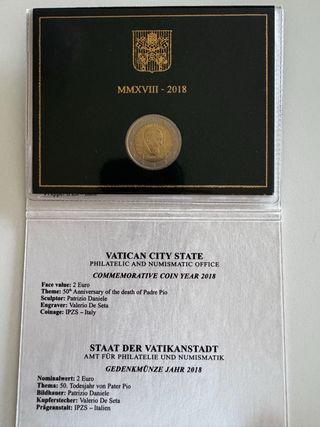 MMXVIII - 2018
VATICAN CITY STATE
PHILATELIC AND NUMISMATIC OFFICE
COMMEMORATIVE COIN YEAR 2018
Face value: 2 Euro
Theme: 50th Anniversary of the death of Padre Pio
Sculptor: Patrizio Daniele
Engraver: Valerio De Seta
Coinage: IPZS – Italy
STAAT DER VATIKANSTADT
AMT FÜR PHILATELIE UND NUMISMATIK
GEDENKMÜNZE JAHR 2018
Nominalwert: 2 Euro
Thema: 50. Todesjahr von Pater Pio
Bildhauer: Patrizio Daniele
Kupferstecher: Valerio De Seta
Prägeanstalt: IPZS – Italien